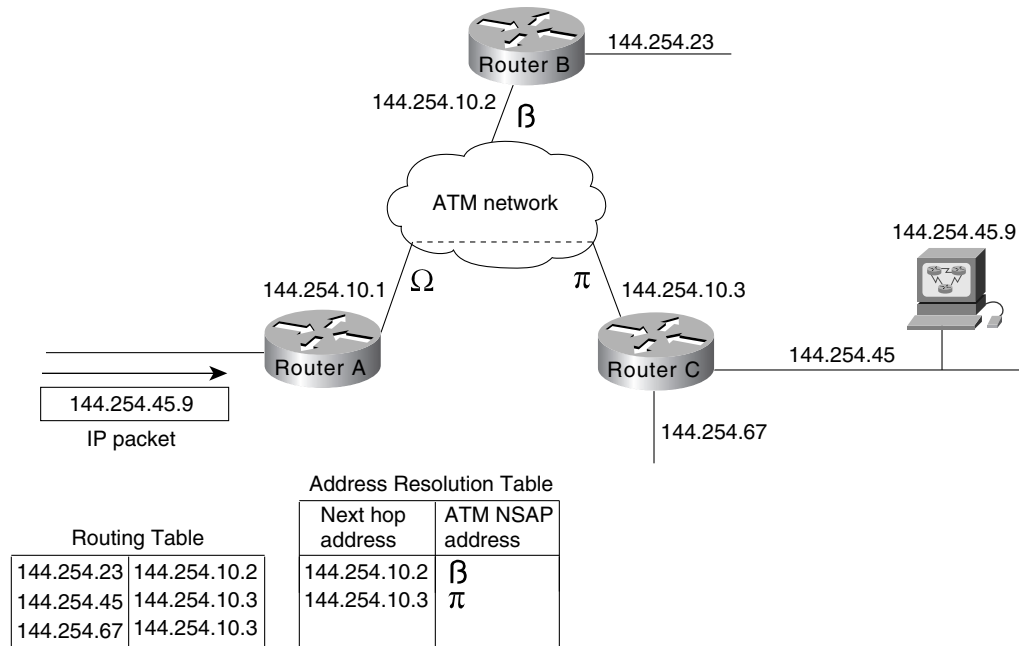 144.254.23
Router B
144.254.10.2
β
ATM network
144.254.45.9
Ω
π
144.254.10.1
144.254.10.3
Router A
Router C
144.254.45
144.254.45.9
IP packet
144.254.67
Address Resolution Table
Next hop address
ATM NSAP address
144.254.10.2 β
144.254.10.3 π
Routing Table
144.254.23 144.254.10.2
144.254.45 144.254.10.3
144.254.67 144.254.10.3